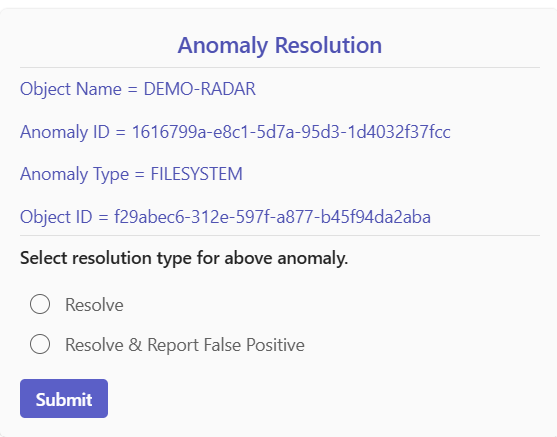 Anomaly Resolution
Object Name = DEMO-RADAR
Anomaly ID = 1616799a-e8c1-5d7a-95d3-1d4032f37fcc
Anomaly Type = FILESYSTEM
Object ID = f29abec6-312e-597f-a877-b45f94da2aba
Select resolution type for above anomaly.
Resolve
Resolve & Report False Positive
Submit